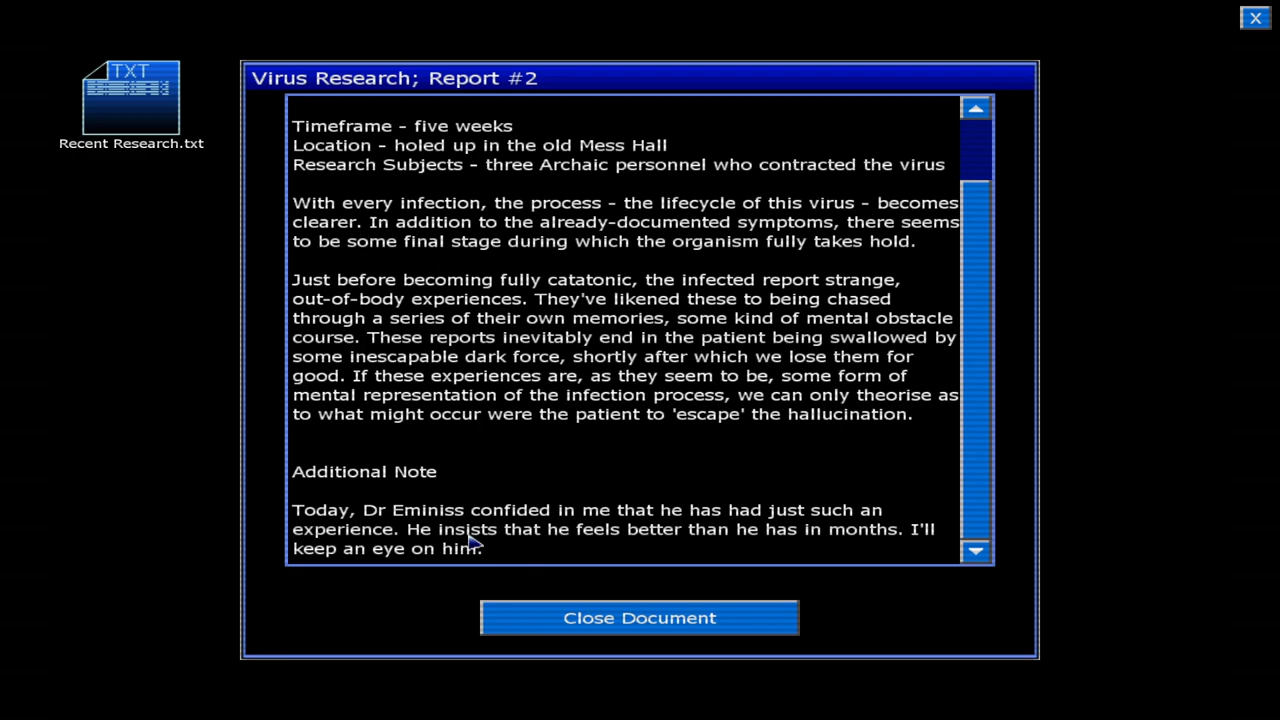 X
TXT
Recent Research.txt
Virus Research; Report #2
Timeframe - five weeks
Location - holed up in the old Mess Hall
Research Subjects - three Archaic personnel who contracted the virus
With every infection, the process - the lifecycle of this virus - becomes
clearer. In addition to the already-documented symptoms, there seems
to be some final stage during which the organism fully takes hold.
Just before becoming fully catatonic, the infected report strange,
out-of-body experiences. They've likened these to being chased
through a series of their own memories, some kind of mental obstacle
course. These reports inevitably end in the patient being swallowed by
some inescapable dark force, shortly after which we lose them for
good. If these experiences are, as they seem to be, some form of
mental representation of the infection process, we can only theorise as
to what might occur were the patient to 'escape' the hallucination.
Additional Note
Today, Dr Eminiss confided in me that he has had just such an
experience. He insists that he feels better than he has in months. I'll
keep an eye on him.
Close Document